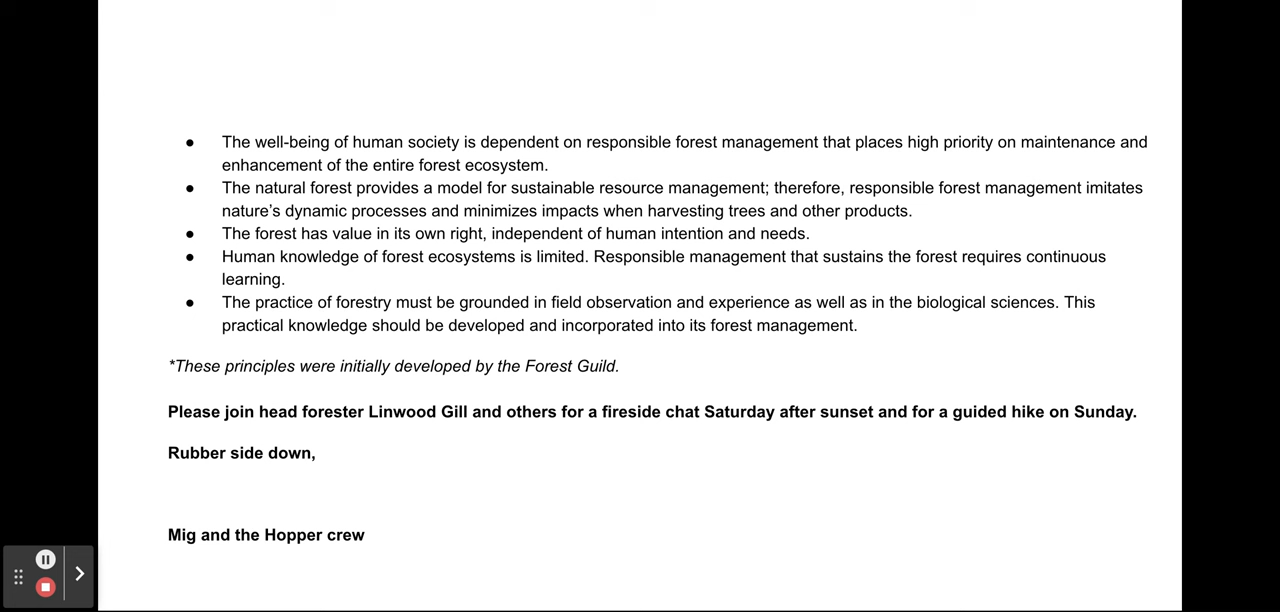 ● The well-being of human society is dependent on responsible forest management that places high priority on maintenance and
enhancement of the entire forest ecosystem.
● The natural forest provides a model for sustainable resource management; therefore, responsible forest management imitates
nature’s dynamic processes and minimizes impacts when harvesting trees and other products.
● The forest has value in its own right, independent of human intention and needs.
● Human knowledge of forest ecosystems is limited. Responsible management that sustains the forest requires continuous
learning.
● The practice of forestry must be grounded in field observation and experience as well as in the biological sciences. This
practical knowledge should be developed and incorporated into its forest management.
*These principles were initially developed by the Forest Guild.
Please join head forester Linwood Gill and others for a fireside chat Saturday after sunset and for a guided hike on Sunday.
Rubber side down,
Mig and the Hopper crew